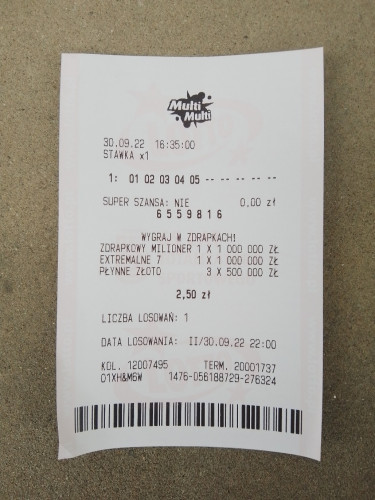 Multi
Multi
30.09.22 16:35:00
STAWKA x1
1: 01 02 03 04 05 -- -- -- -- --
SUPER SZANSA: NIE 0,00 zł
6559816
WYGRAJ W ZDRAPKACH!
ZDRAPKOWY MILIONER 1 X 1 000 000 ZŁ
EXTREMALNE 7 1 X 1 000 000 ZŁ
PŁYNNE ZŁOTO 3 X 500 000 ZŁ
2,50 zł
LICZBA LOSOWAŃ: 1
DATA LOSOWANIA: II/30.09.22 22:00
KOL. 12007495 TERM. 20001737
01XH&M6W 1476-056188729-276324